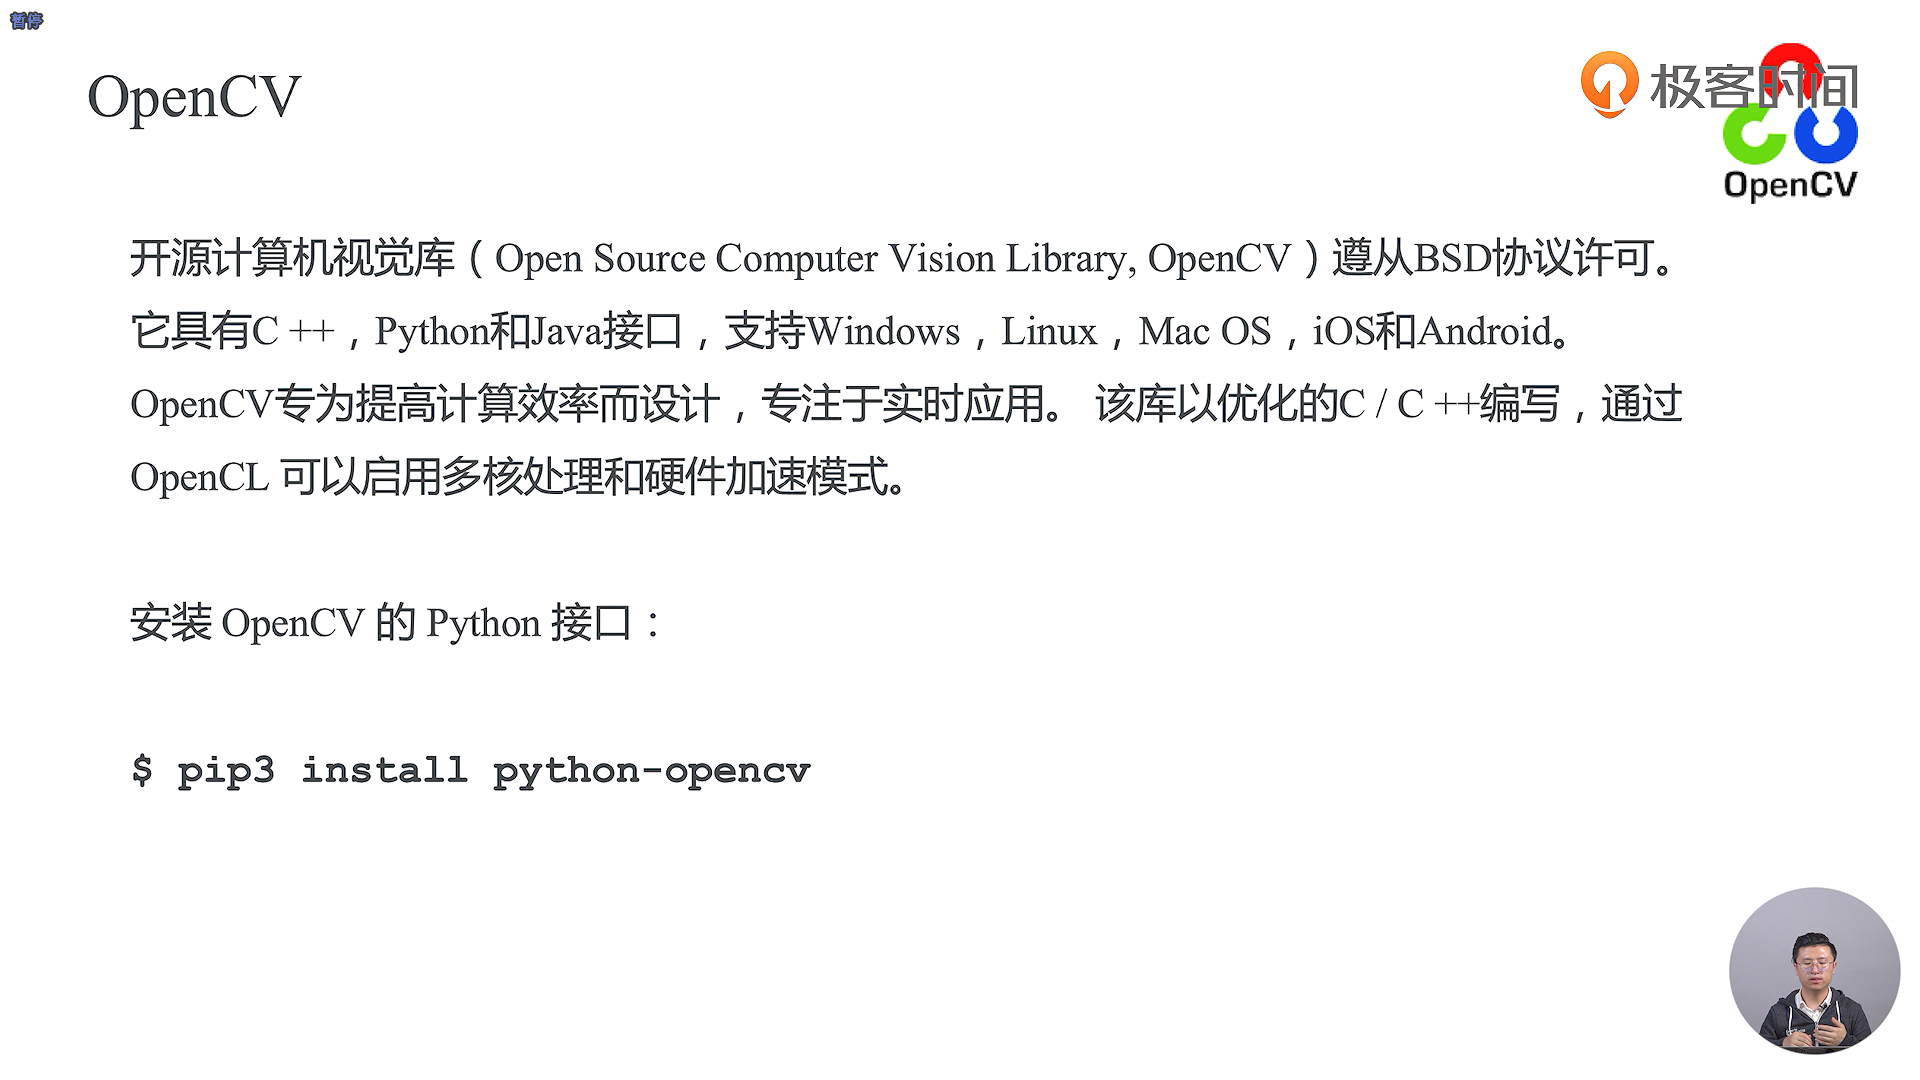 暂停
OpenCV
极客时间
OpenCV
开源计算机视觉库（Open Source Computer Vision Library, OpenCV）遵从BSD协议许可。
它具有C ++，Python和Java接口，支持Windows，Linux，Mac OS，iOS和Android。
OpenCV专为提高计算效率而设计，专注于实时应用。 该库以优化的C / C ++编写，通过
OpenCL 可以启用多核处理和硬件加速模式。
安装 OpenCV 的 Python 接口：
$ pip3 install python-opencv